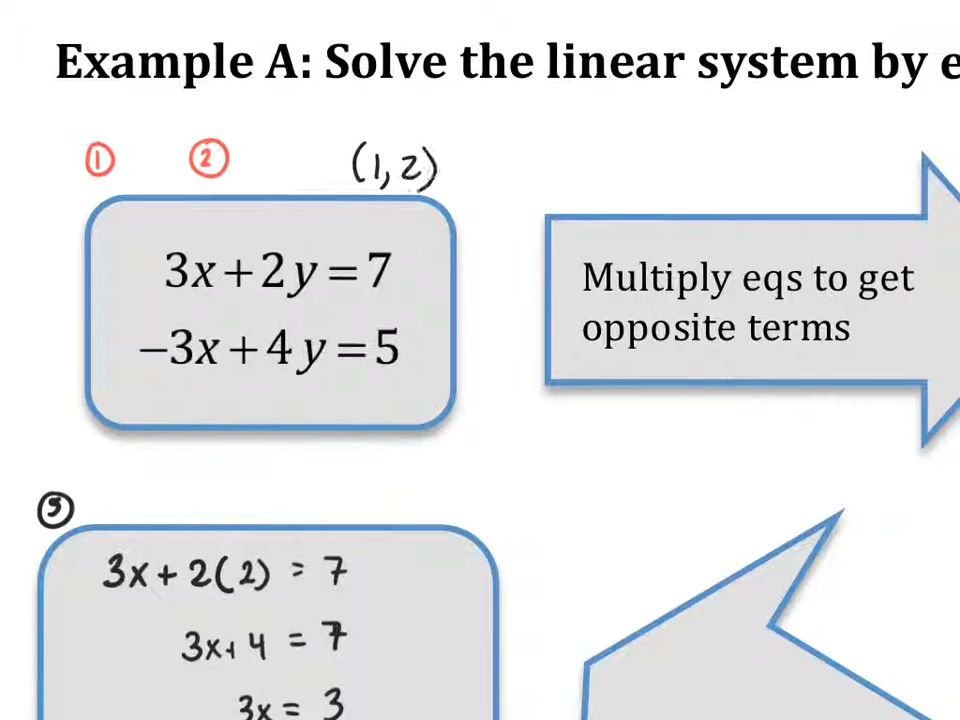 Example A: Solve the linear system by e
① ② (1,2)
3x+2y=7
−3x+4y=5
Multiply eqs to get
opposite terms
③
3x+2(2) = 7
3x+4 = 7
3x = 3